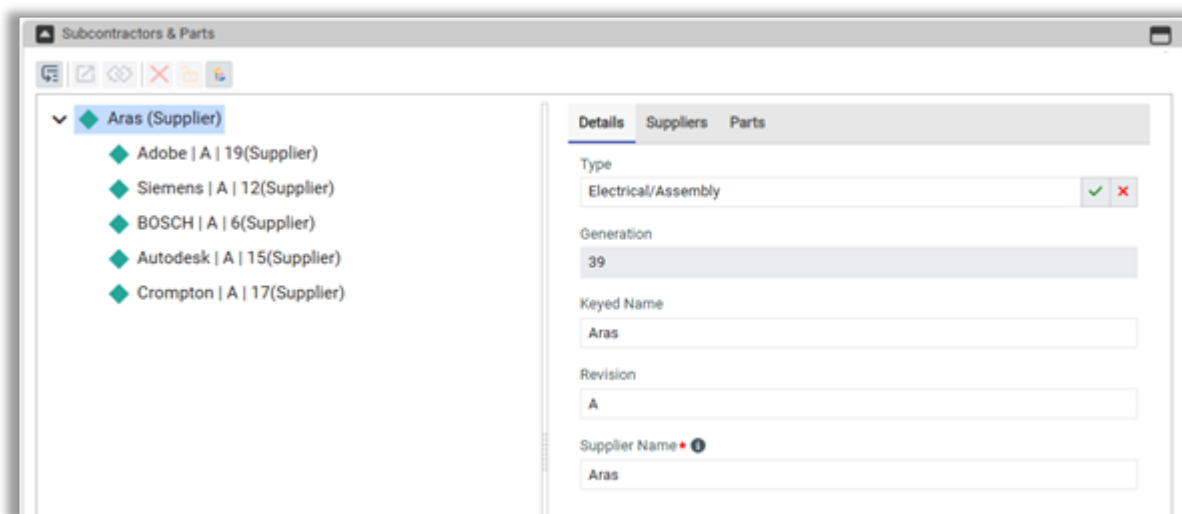 Subcontractors & Parts
Aras (Supplier)
Adobe | A | 19(Supplier)
Siemens | A | 12(Supplier)
BOSCH | A | 6(Supplier)
Autodesk | A | 15(Supplier)
Crompton | A | 17(Supplier)
Details Suppliers Parts
Type
Electrical/Assembly
Generation
39
Keyed Name
Aras
Revision
A
Supplier Name
Aras